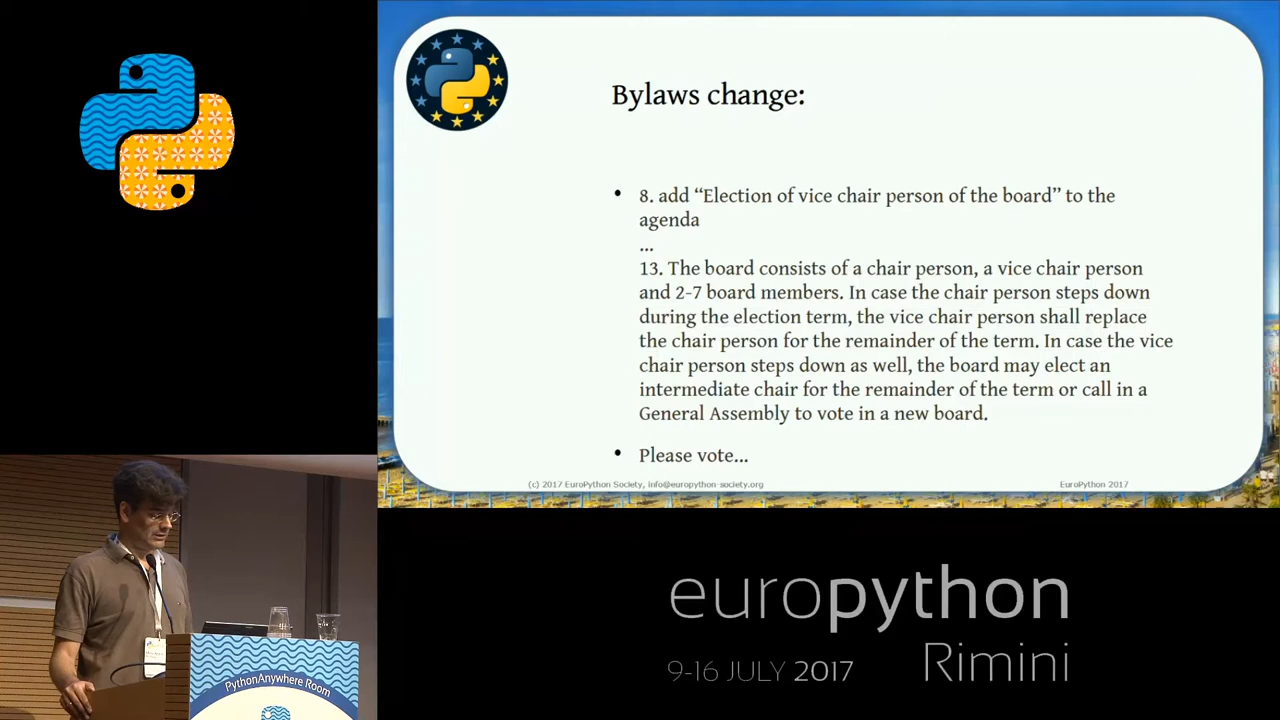 Bylaws change:
• 8. add “Election of vice chair person of the board” to the
agenda
...
13. The board consists of a chair person, a vice chair person
and 2-7 board members. In case the chair person steps down
during the election term, the vice chair person shall replace
the chair person for the remainder of the term. In case the vice
chair person steps down as well, the board may elect an
intermediate chair for the remainder of the term or call in a
General Assembly to vote in a new board.
• Please vote...
(c) 2017 EuroPython Society, info@europython-society.org
EuroPython 2017
PythonAnywhere Room
europython
Rimini
9-16 JULY 2017